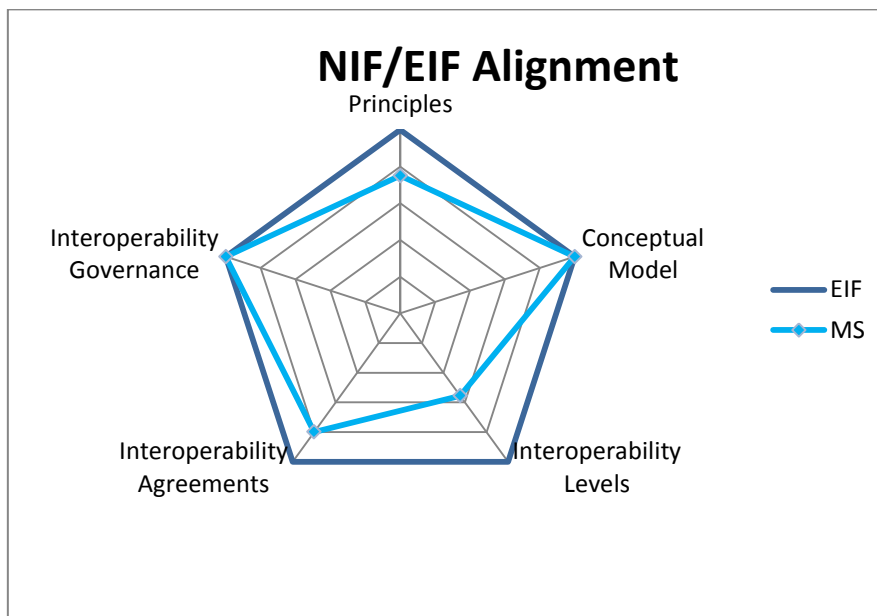 NIF/EIF Alignment
Principles
Interoperability
Governance
Conceptual
Model
EIF
MS
Interoperability
Agreements
Interoperability
Levels